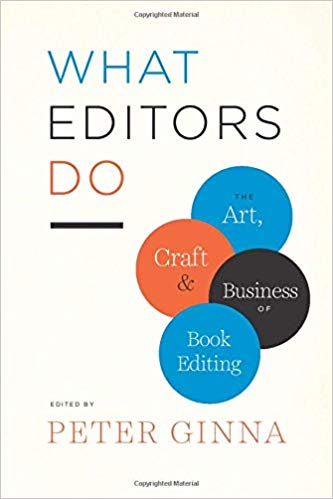 Copyrighted Material
WHAT
EDITORS
DO
THE
Art,
Craft
&
Business
OF
Book
Editing
EDITED BY
PETER GINNA
Copyrighted Material